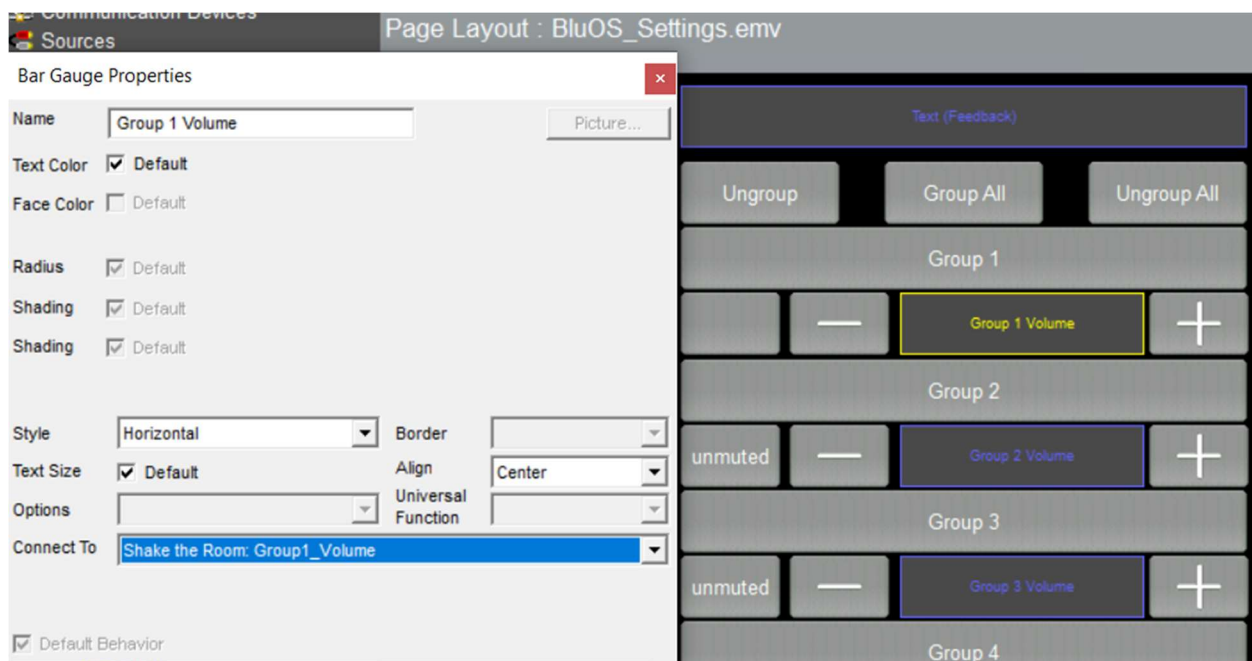 Communication Devices
Sources
Page Layout : BluOS_Settings.emv
Bar Gauge Properties
Name
Group 1 Volume
Picture...
Text Color
Default
Face Color
Default
Radius
Default
Shading
Default
Shading
Default
Style
Horizontal
Border
Text Size
Default
Align
Center
Options
Universal
Function
Connect To
Shake the Room: Group1_Volume
Default Behavior
Text (Feedback)
Ungroup
Group All
Ungroup All
Group 1
Group 1 Volume
Group 2
unmuted
Group 2 Volume
Group 3
unmuted
Group 3 Volume
Group 4